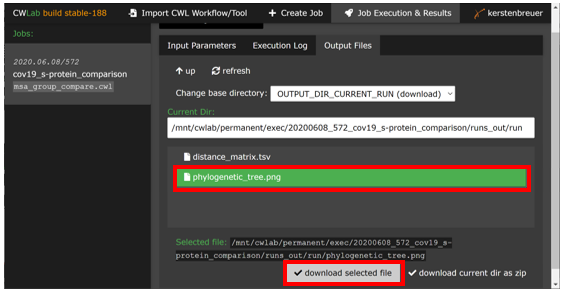 CWLab build stable-188 Import CWL Workflow/Tool + Create Job Job Execution & Results kerstenbreuer
Jobs:
2020.06.08/572
cov19_s-protein_comparison
msa_group_compare.cwl
Input Parameters Execution Log Output Files
up refresh
Change base directory: OUTPUT_DIR_CURRENT_RUN (download)
Current Dir:
/mnt/cwlab/permanent/exec/20200608_572_cov19_s-protein_comparison/runs_out/run
distance_matrix.tsv
phylogenetic_tree.png
Selected file: /mnt/cwlab/permanent/exec/20200608_572_cov19_s-
protein_comparison/runs_out/run/phylogenetic_tree.png
download selected file download current dir as zip